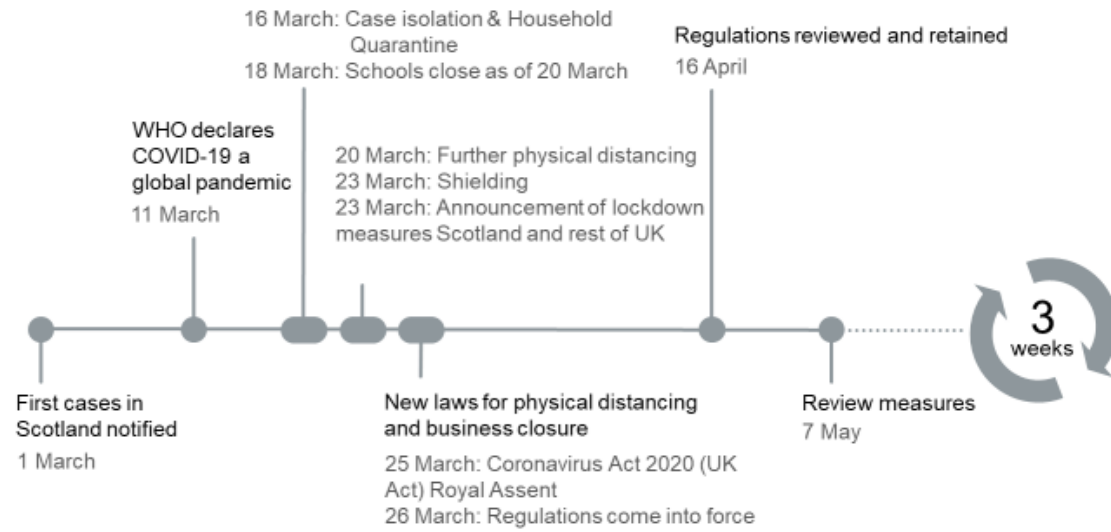 16 March: Case isolation & Household
Quarantine
18 March: Schools close as of 20 March
Regulations reviewed and retained
16 April
WHO declares
COVID-19 a
global pandemic
11 March
20 March: Further physical distancing
23 March: Shielding
23 March: Announcement of lockdown
measures Scotland and rest of UK
3
weeks
First cases in
Scotland notified
1 March
New laws for physical distancing
and business closure
25 March: Coronavirus Act 2020 (UK
Act) Royal Assent
26 March: Regulations come into force
Review measures
7 May